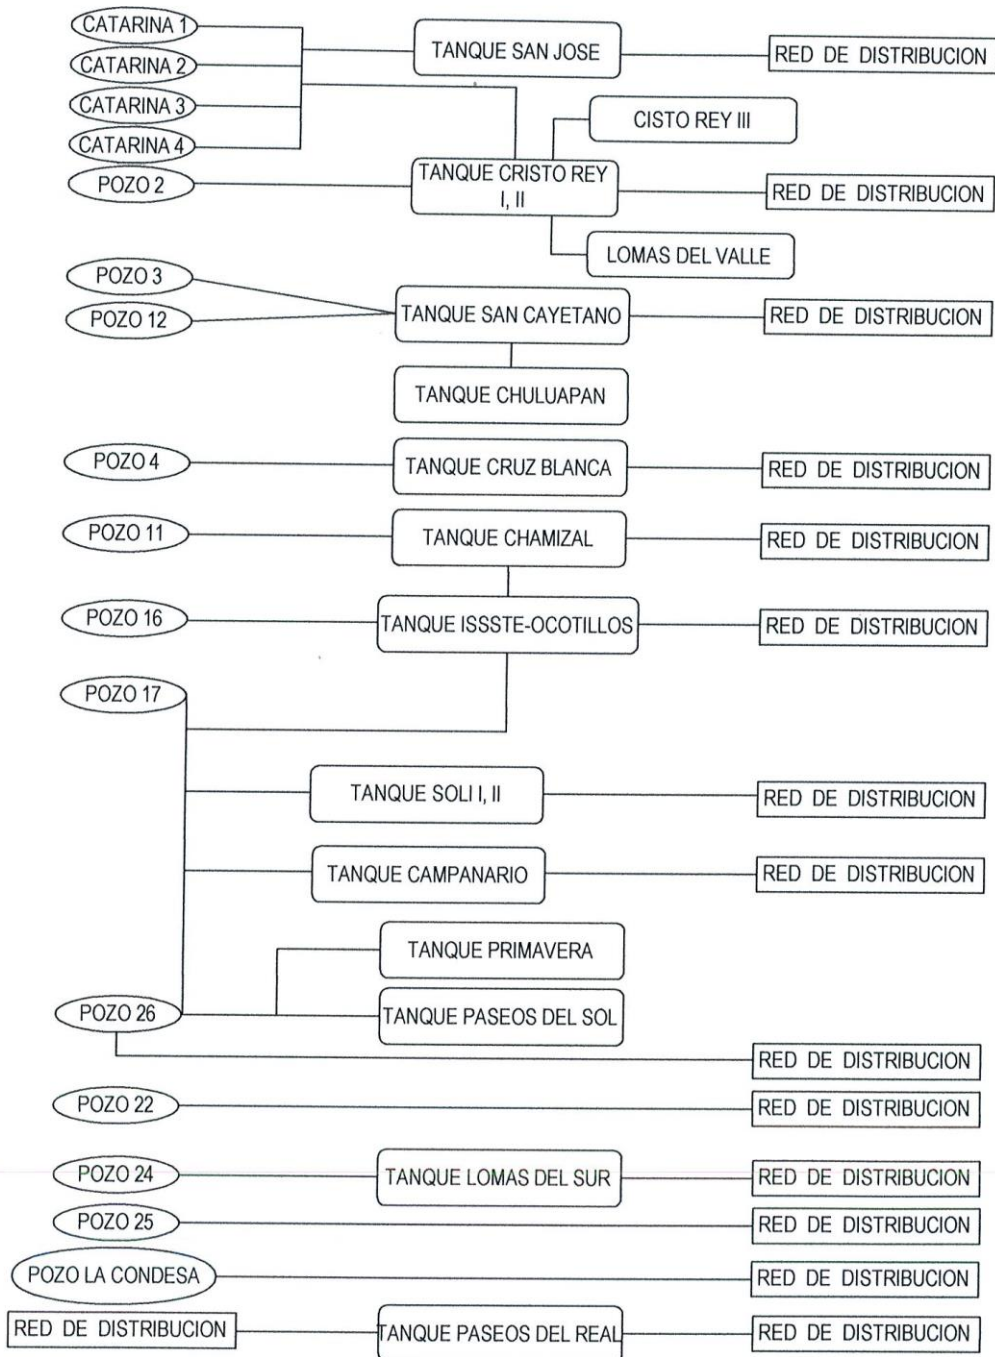 CATARINA 1
TANQUE SAN JOSE
RED DE DISTRIBUCION
CATARINA 2
CATARINA 3
CISTO REY III
CATARINA 4
POZO 2
TANQUE CRISTO REY
I, II
RED DE DISTRIBUCION
LOMAS DEL VALLE
POZO 3
POZO 12
TANQUE SAN CAYETANO
RED DE DISTRIBUCION
TANQUE CHULUAPAN
POZO 4
TANQUE CRUZ BLANCA
RED DE DISTRIBUCION
POZO 11
TANQUE CHAMIZAL
RED DE DISTRIBUCION
POZO 16
TANQUE ISSSTE-OCOTILLOS
RED DE DISTRIBUCION
POZO 17
TANQUE SOLI I, II
RED DE DISTRIBUCION
TANQUE CAMPANARIO
RED DE DISTRIBUCION
TANQUE PRIMAVERA
POZO 26
TANQUE PASEOS DEL SOL
RED DE DISTRIBUCION
POZO 22
RED DE DISTRIBUCION
POZO 24
TANQUE LOMAS DEL SUR
RED DE DISTRIBUCION
POZO 25
RED DE DISTRIBUCION
POZO LA CONDESA
RED DE DISTRIBUCION
RED DE DISTRIBUCION
TANQUE PASEOS DEL REAL
RED DE DISTRIBUCION